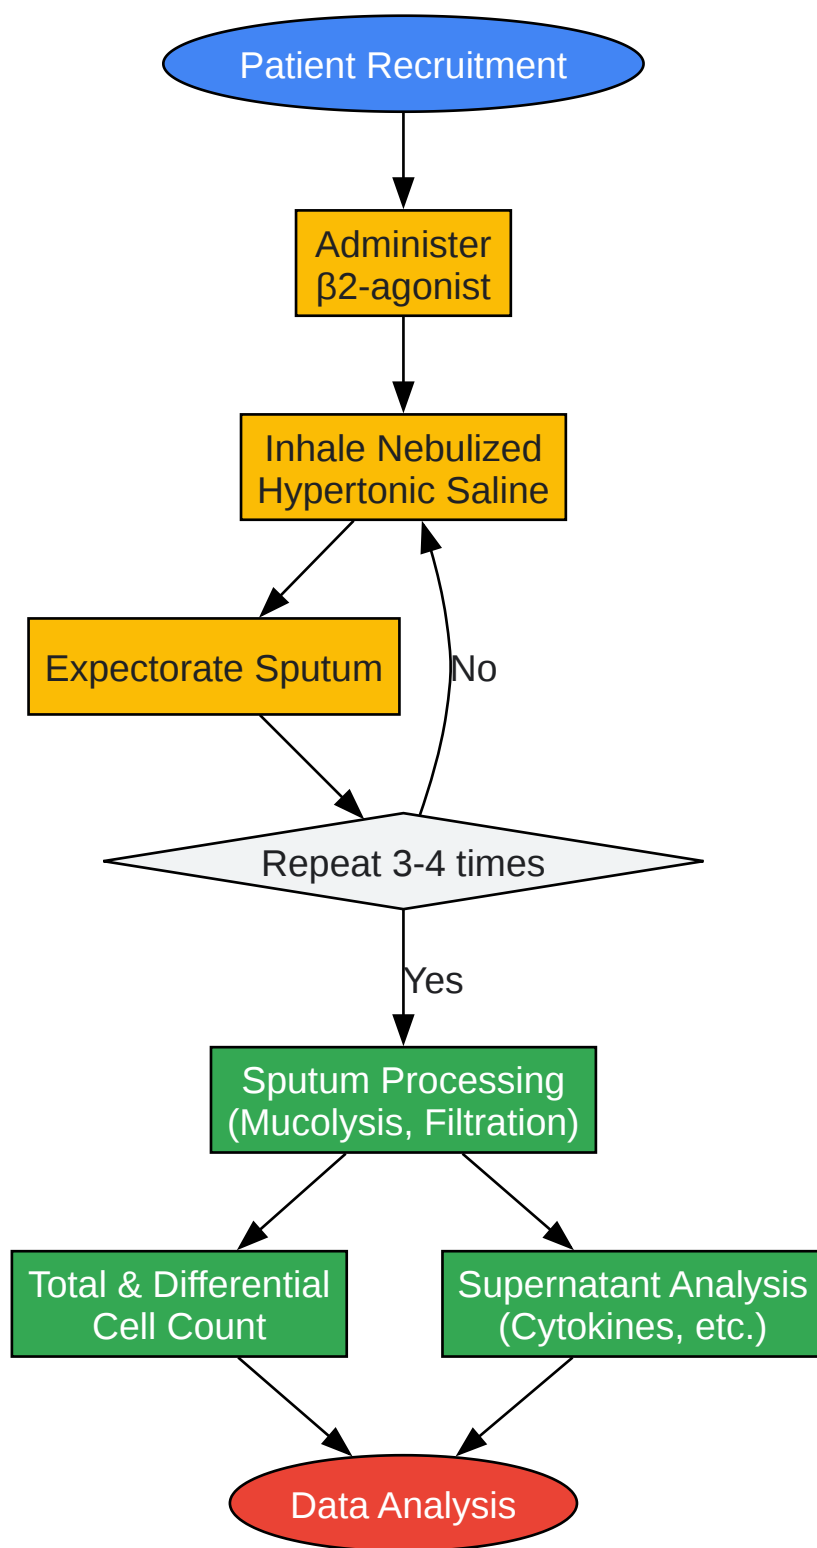 Patient Recruitment
Administer
β2-agonist
Inhale Nebulized
Hypertonic Saline
Expectorate Sputum
No
Repeat 3-4 times
Yes
Sputum Processing
(Mucolysis, Filtration)
Total & Differential
Cell Count
Supernatant Analysis
(Cytokines, etc.)
Data Analysis